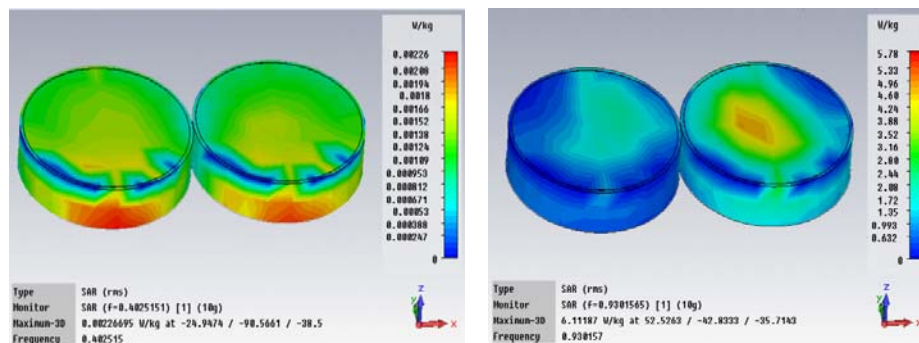 W/kg
0.00226
0.00208
0.00194
0.0018
0.00166
0.00152
0.00138
0.00124
0.00109
0.000953
0.000812
0.000671
0.00053
0.000388
0.000247
0
Type SAR (rms)
Monitor SAR (f=0.4025151) [1] (10g)
Maximum-3D 0.00226695 W/kg at -24.9474 / -90.5661 / -38.5
Frequency 0.402515
z
y
x
W/kg
5.78
5.33
4.96
4.60
4.24
3.88
3.52
3.16
2.80
2.44
2.08
1.72
1.35
0.993
0.632
0
Type SAR (rms)
Monitor SAR (f=0.9301565) [1] (10g)
Maximum-3D 6.11187 W/kg at 52.5263 / -42.8333 / -35.7143
Frequency 0.930157
z
y
x